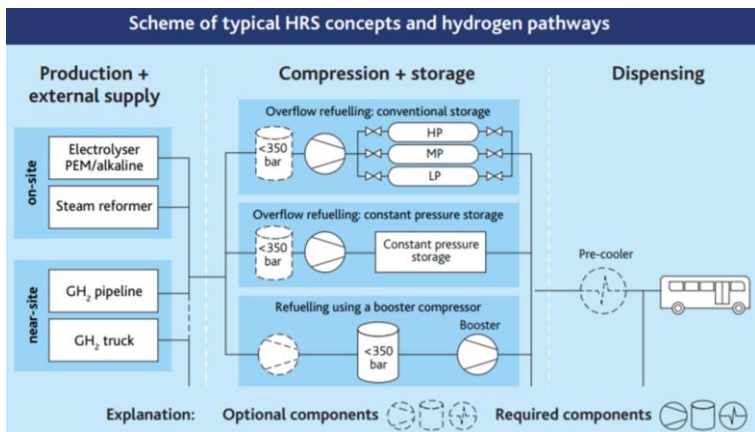 Scheme of typical HRS concepts and hydrogen pathways
Production +
external supply
Compression + storage
Dispensing
on-site
Electrolyser
PEM/alkaline
Steam reformer
near-site
GH₂ pipeline
GH₂ truck
Overflow refuelling: conventional storage
<350
bar
HP
MP
LP
Overflow refuelling: constant pressure storage
<350
bar
Constant pressure
storage
Refuelling using a booster compressor
<350
bar
Booster
Pre-cooler
Explanation: Optional components Required components